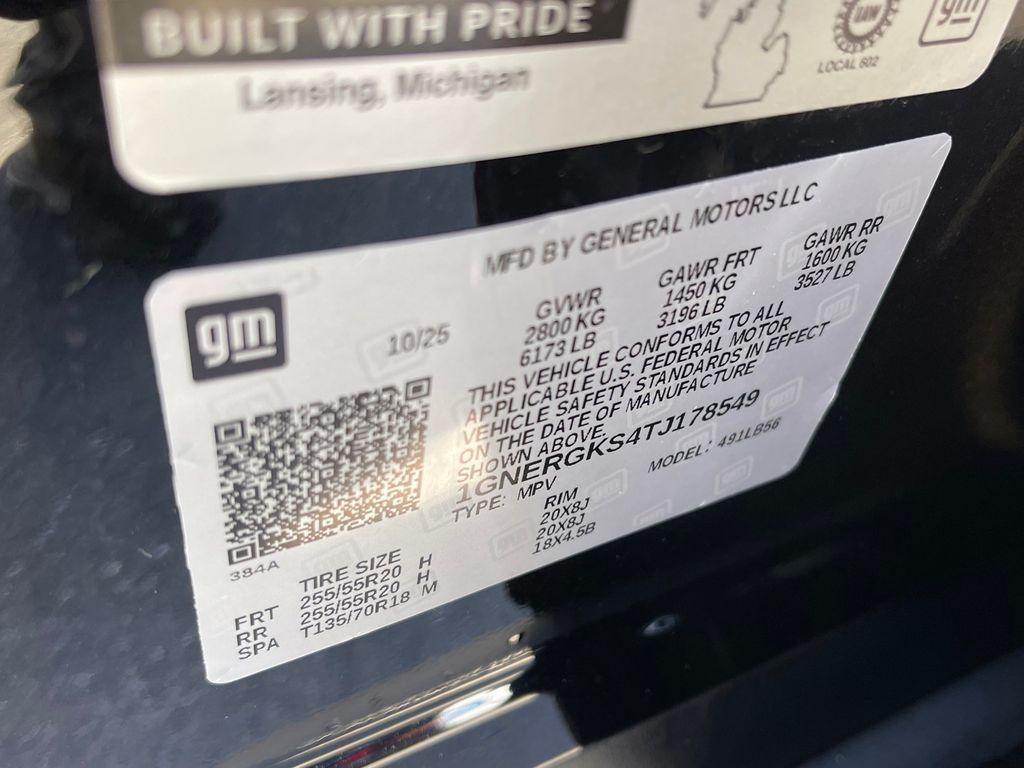 BUILT WITH PRIDE
Lansing, Michigan
UAW
LOCAL 602
gm
MFD BY GENERAL MOTORS LLC
gm
10/25
GVWR GAWR FRT GAWR RR
2800 KG 1450 KG 1600 KG
6173 LB 3196 LB 3527 LB
THIS VEHICLE CONFORMS TO ALL
APPLICABLE U.S. FEDERAL MOTOR
VEHICLE SAFETY STANDARDS IN EFFECT
ON THE DATE OF MANUFACTURE
SHOWN ABOVE.
1GNERGKS4TJ178549
TYPE: MPV MODEL: 491LB56
384A
TIRE SIZE RIM
FRT 255/55R20 H 20X8J
RR 255/55R20 H 20X8J
SPA T135/70R18 M 18X4.5B